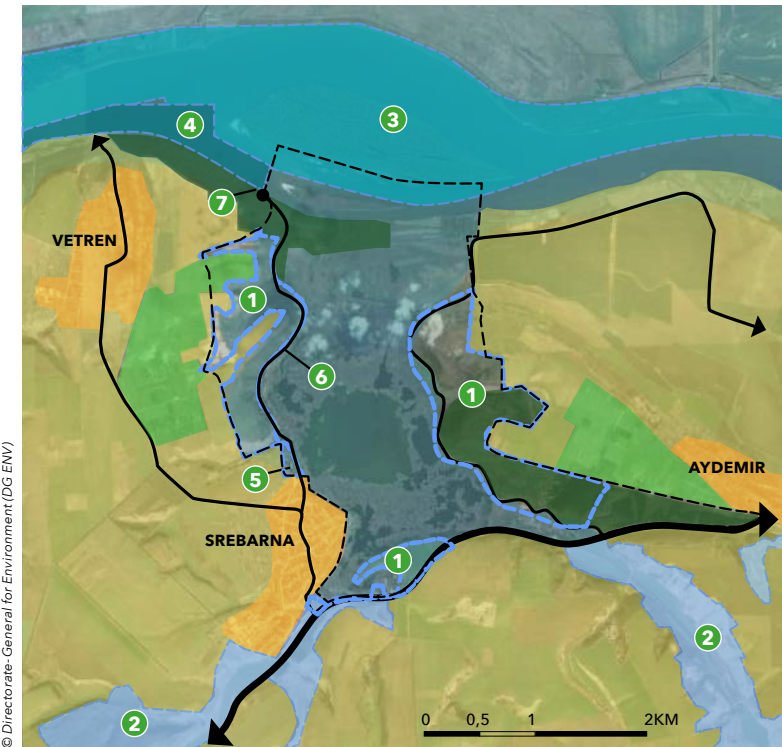 4
3
7
VETREN
1
6
1
5
AYDEMIR
SREBARNA
1
2
2
0 0,5 1 2KM
© Directorate-General for Environment (DG ENV)